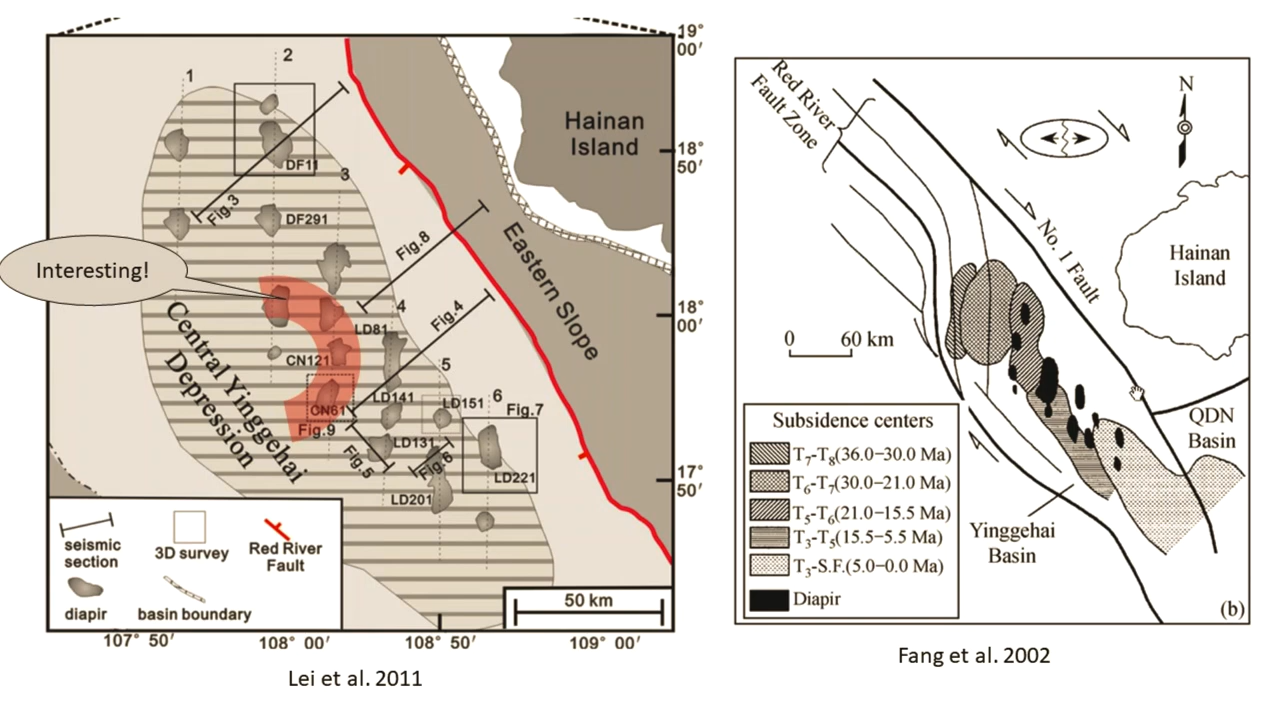 19°
00′
1
2
Hainan
Island
18°
50′
DF11
3
Fig.3
DF291
Fig.8
Eastern Slope
Interesting!
4
Fig.4
18°
00′
LD81
Central Yinggehai
Depression
CN121
5
LD141
LD151
6
Fig.7
CN61
Fig.9
Fig.5
LD131
Fig.6
LD221
17°
50′
LD201
seismic
section
3D survey
Red River
Fault
diapir
basin boundary
50 km
107° 50′
108° 00′
108° 50′
109° 00′
Lei et al. 2011
Red River
Fault Zone
N
No. 1 Fault
Hainan
Island
0
60 km
QDN
Basin
Subsidence centers
T7-T8(36.0−30.0 Ma)
T6-T7(30.0−21.0 Ma)
T5-T6(21.0−15.5 Ma)
T3-T5(15.5−5.5 Ma)
T3-S.F.(5.0−0.0 Ma)
Diapir
Yinggehai
Basin
(b)
Fang et al. 2002